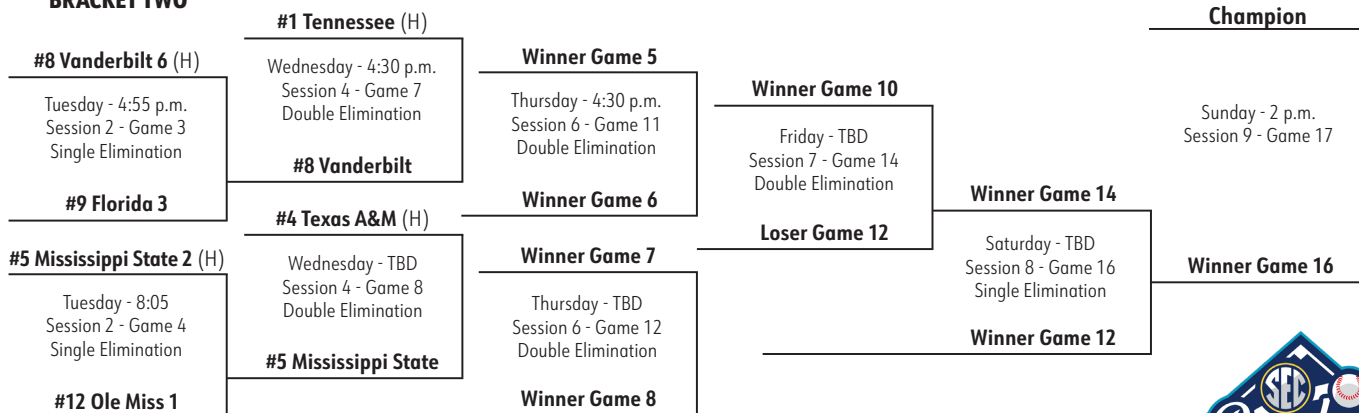 BRACKET TWO
#8 Vanderbilt 6 (H)
Tuesday - 4:55 p.m.
Session 2 - Game 3
Single Elimination
#9 Florida 3
#5 Mississippi State 2 (H)
Tuesday - 8:05
Session 2 - Game 4
Single Elimination
#12 Ole Miss 1
#1 Tennessee (H)
Wednesday - 4:30 p.m.
Session 4 - Game 7
Double Elimination
#8 Vanderbilt
#4 Texas A&M (H)
Wednesday - TBD
Session 4 - Game 8
Double Elimination
#5 Mississippi State
Winner Game 5
Thursday - 4:30 p.m.
Session 6 - Game 11
Double Elimination
Winner Game 6
Winner Game 7
Thursday - TBD
Session 6 - Game 12
Double Elimination
Winner Game 8
Winner Game 10
Friday - TBD
Session 7 - Game 14
Double Elimination
Loser Game 12
Winner Game 14
Saturday - TBD
Session 8 - Game 16
Single Elimination
Winner Game 12
Champion
Sunday - 2 p.m.
Session 9 - Game 17
Winner Game 16
SEC